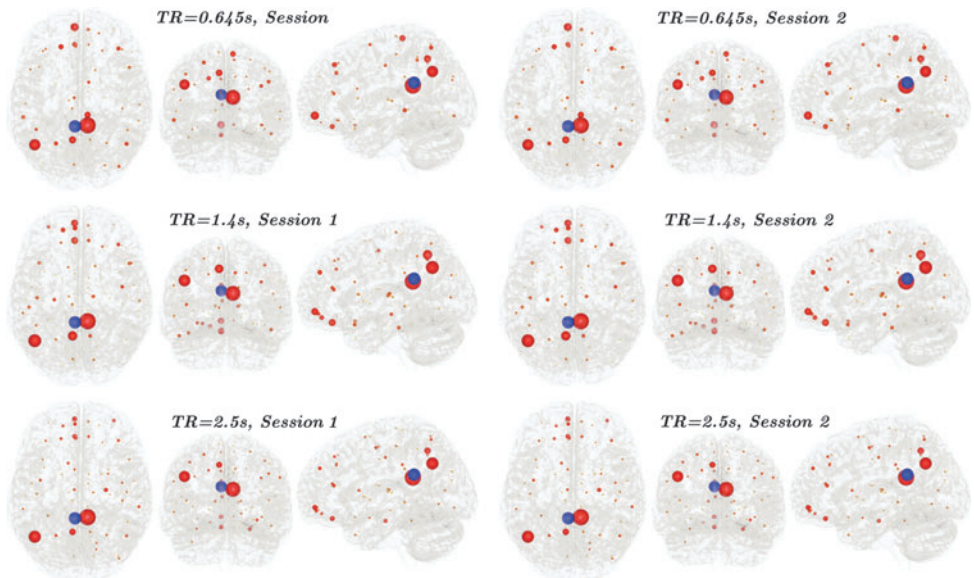 TR=0.645s, Session
TR=0.645s, Session 2
TR=1.4s, Session 1
TR=1.4s, Session 2
TR=2.5s, Session 1
TR=2.5s, Session 2